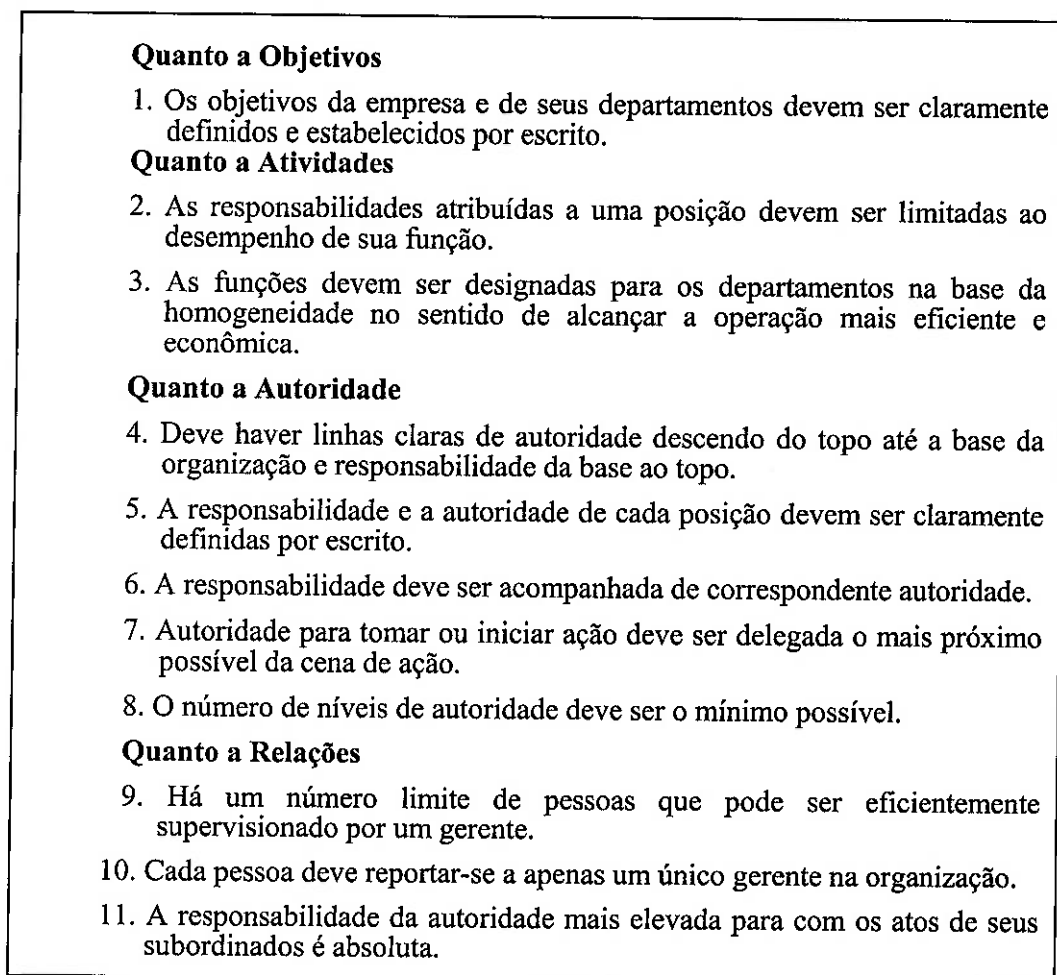 Quanto a Objetivos
1. Os objetivos da empresa e de seus departamentos devem ser claramente
definidos e estabelecidos por escrito.
Quanto a Atividades
2. As responsabilidades atribuídas a uma posição devem ser limitadas ao
desempenho de sua função.
3. As funções devem ser designadas para os departamentos na base da
homogeneidade no sentido de alcançar a operação mais eficiente e
econômica.
Quanto a Autoridade
4. Deve haver linhas claras de autoridade descendo do topo até a base da
organização e responsabilidade da base ao topo.
5. A responsabilidade e a autoridade de cada posição devem ser claramente
definidas por escrito.
6. A responsabilidade deve ser acompanhada de correspondente autoridade.
7. Autoridade para tomar ou iniciar ação deve ser delegada o mais próximo
possível da cena de ação.
8. O número de níveis de autoridade deve ser o mínimo possível.
Quanto a Relações
9. Há um número limite de pessoas que pode ser eficientemente
supervisionado por um gerente.
10. Cada pessoa deve reportar-se a apenas um único gerente na organização.
11. A responsabilidade da autoridade mais elevada para com os atos de seus
subordinados é absoluta.